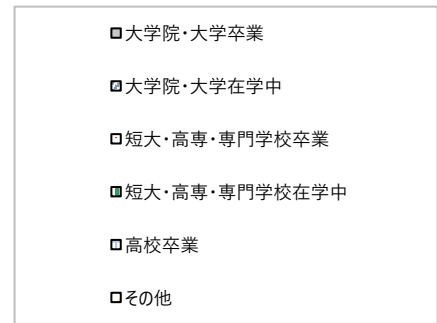 大学院・大学卒業
大学院・大学在学中
短大・高専・専門学校卒業
短大・高専・専門学校在学中
高校卒業
その他